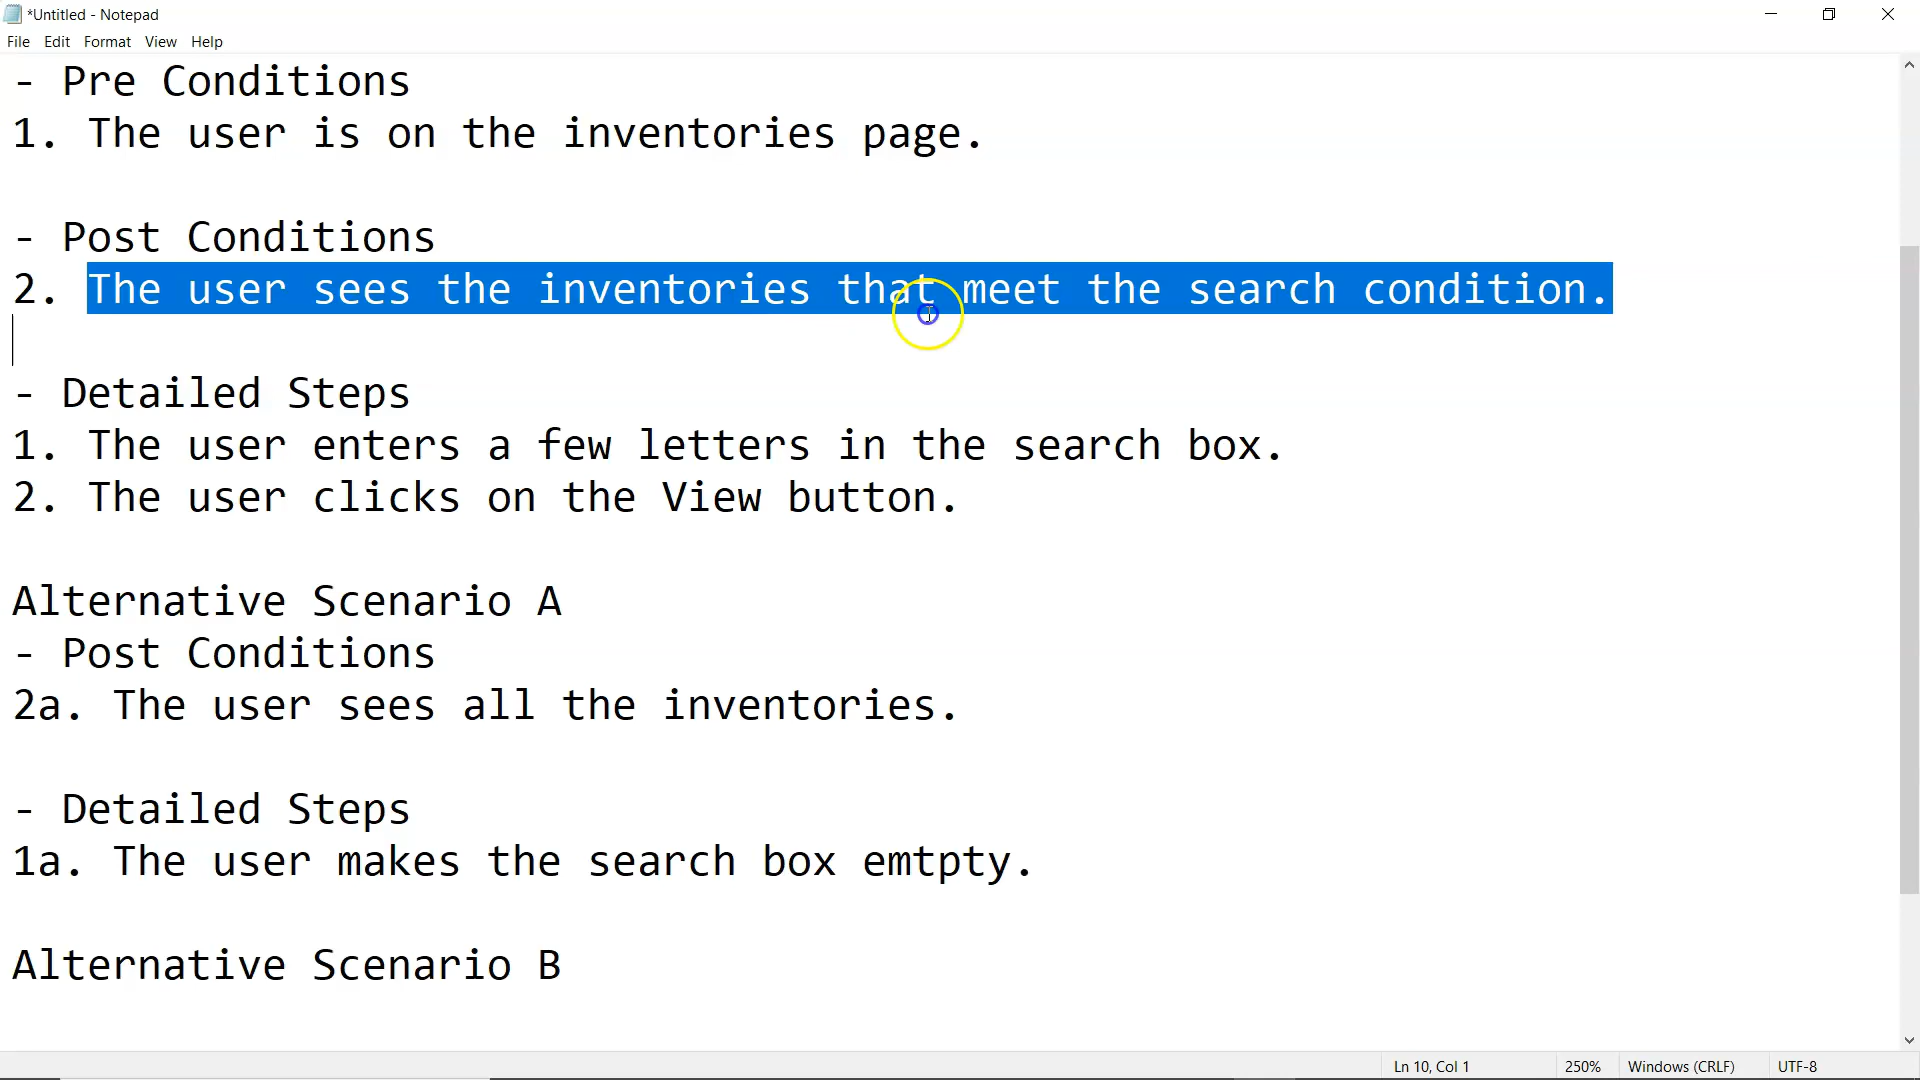 *Untitled - Notepad
File Edit Format View Help
- Pre Conditions
1. The user is on the inventories page.
- Post Conditions
2. The user sees the inventories that meet the search condition.
- Detailed Steps
1. The user enters a few letters in the search box.
2. The user clicks on the View button.
Alternative Scenario A
- Post Conditions
2a. The user sees all the inventories.
- Detailed Steps
1a. The user makes the search box emtpty.
Alternative Scenario B
Ln 10, Col 1 250% Windows (CRLF) UTF-8